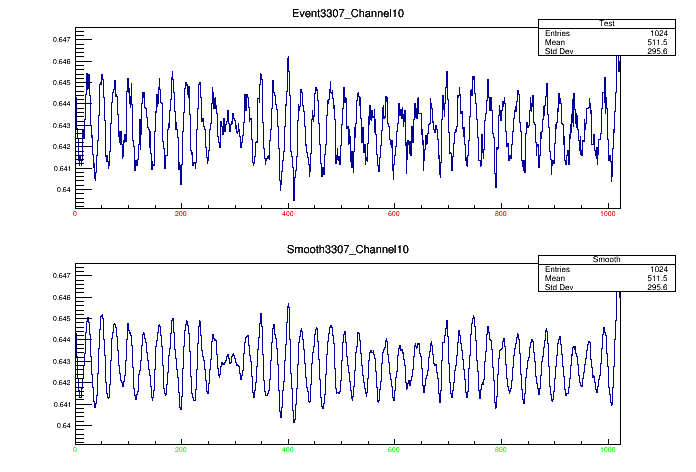 Event3307_Channel10
Test
Entries 1024
Mean 511.5
Std Dev 295.6
0.647
0.646
0.645
0.644
0.643
0.642
0.641
0.64
0 200 400 600 800 1000
Smooth3307_Channel10
Smooth
Entries 1024
Mean 511.5
Std Dev 295.6
0.647
0.646
0.645
0.644
0.643
0.642
0.641
0.64
0 200 400 600 800 1000